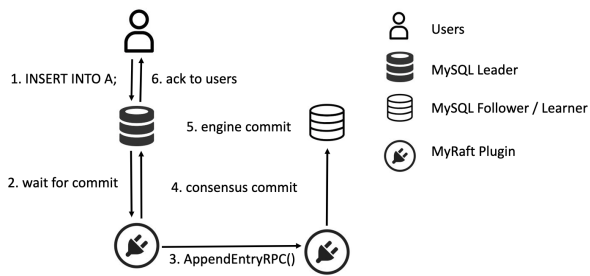 Users
1. INSERT INTO A;
6. ack to users
MySQL Leader
5. engine commit
MySQL Follower / Learner
MyRaft Plugin
2. wait for commit
4. consensus commit
3. AppendEntryRPC()